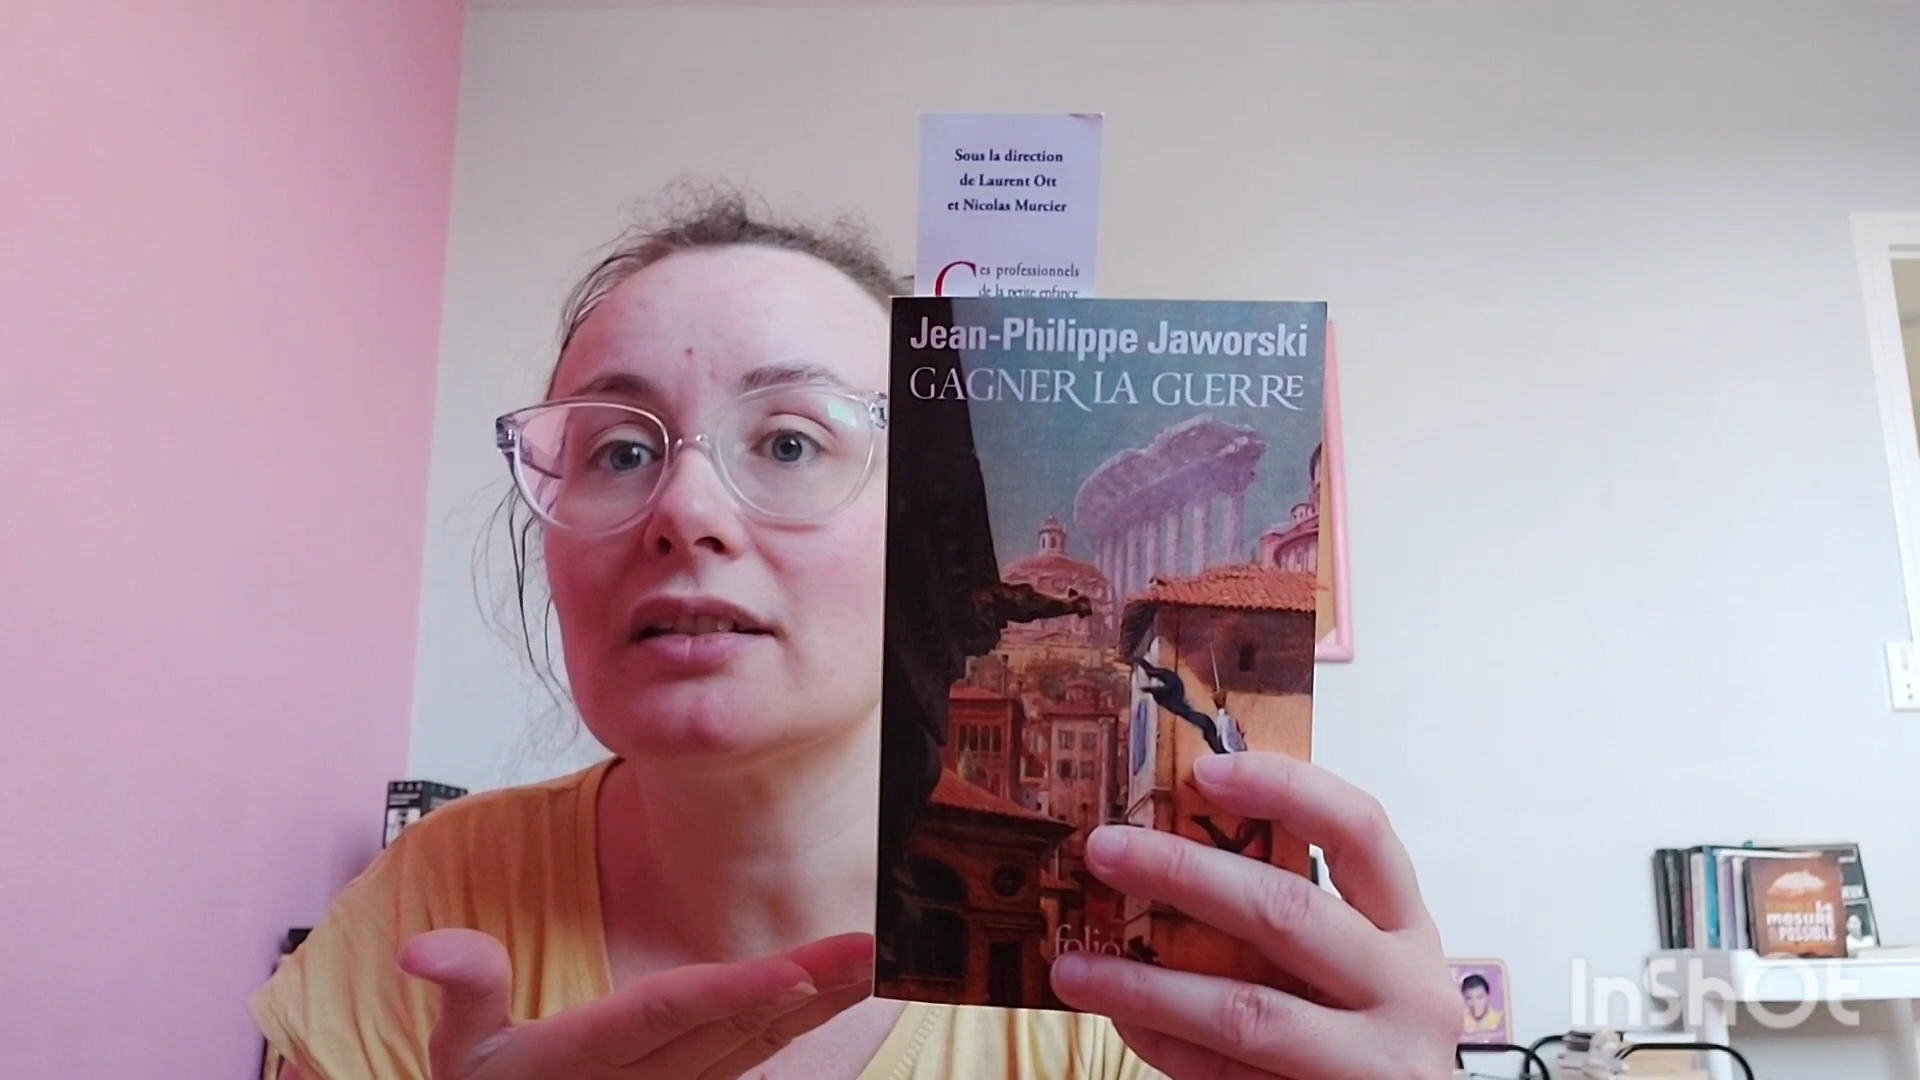 Sous la direction
de Laurent Ott
et Nicolas Murcier
Ces professionnels
de la petite enfance
Jean-Philippe Jaworski
GAGNER LA GUERRE
folio
La
mesure
POSSIBLE
InShOt